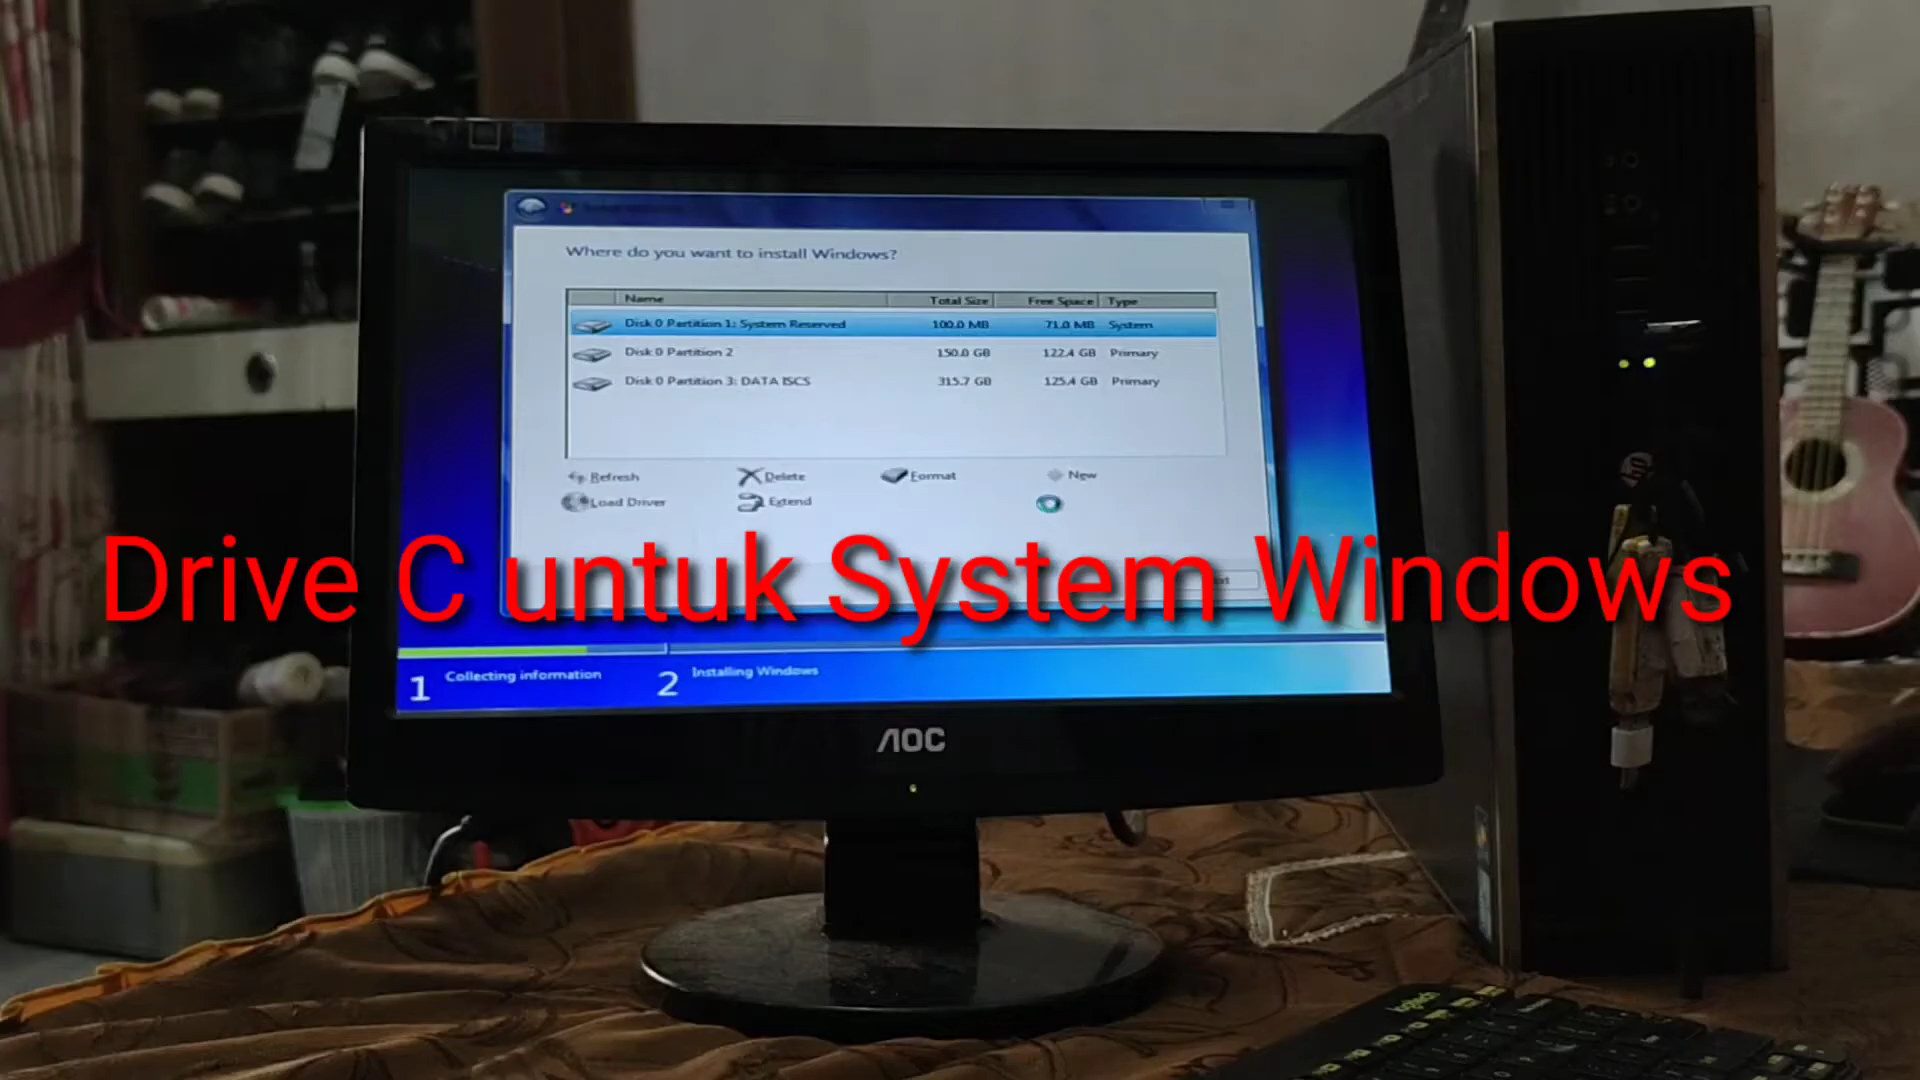 Where do you want to install Windows?
Name Total Size Free Space Type
Disk 0 Partition 1: System Reserved 100.0 MB 71.0 MB System
Disk 0 Partition 2 150.0 GB 122.4 GB Primary
Disk 0 Partition 3: DATA ISCS 315.7 GB 125.4 GB Primary
Refresh Delete Format New
Load Driver Extend
Drive C untuk System Windows
1 Collecting information 2 Installing Windows
AOC
hp
logitech